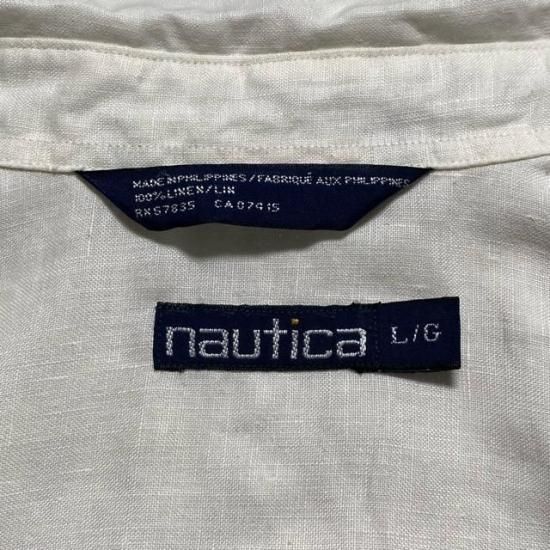 MADE IN PHILIPPINES/FABRIQUÉ AUX PHILIPPINES
100% LINEN/LIN
RN57835 CA07415
nautica L/G